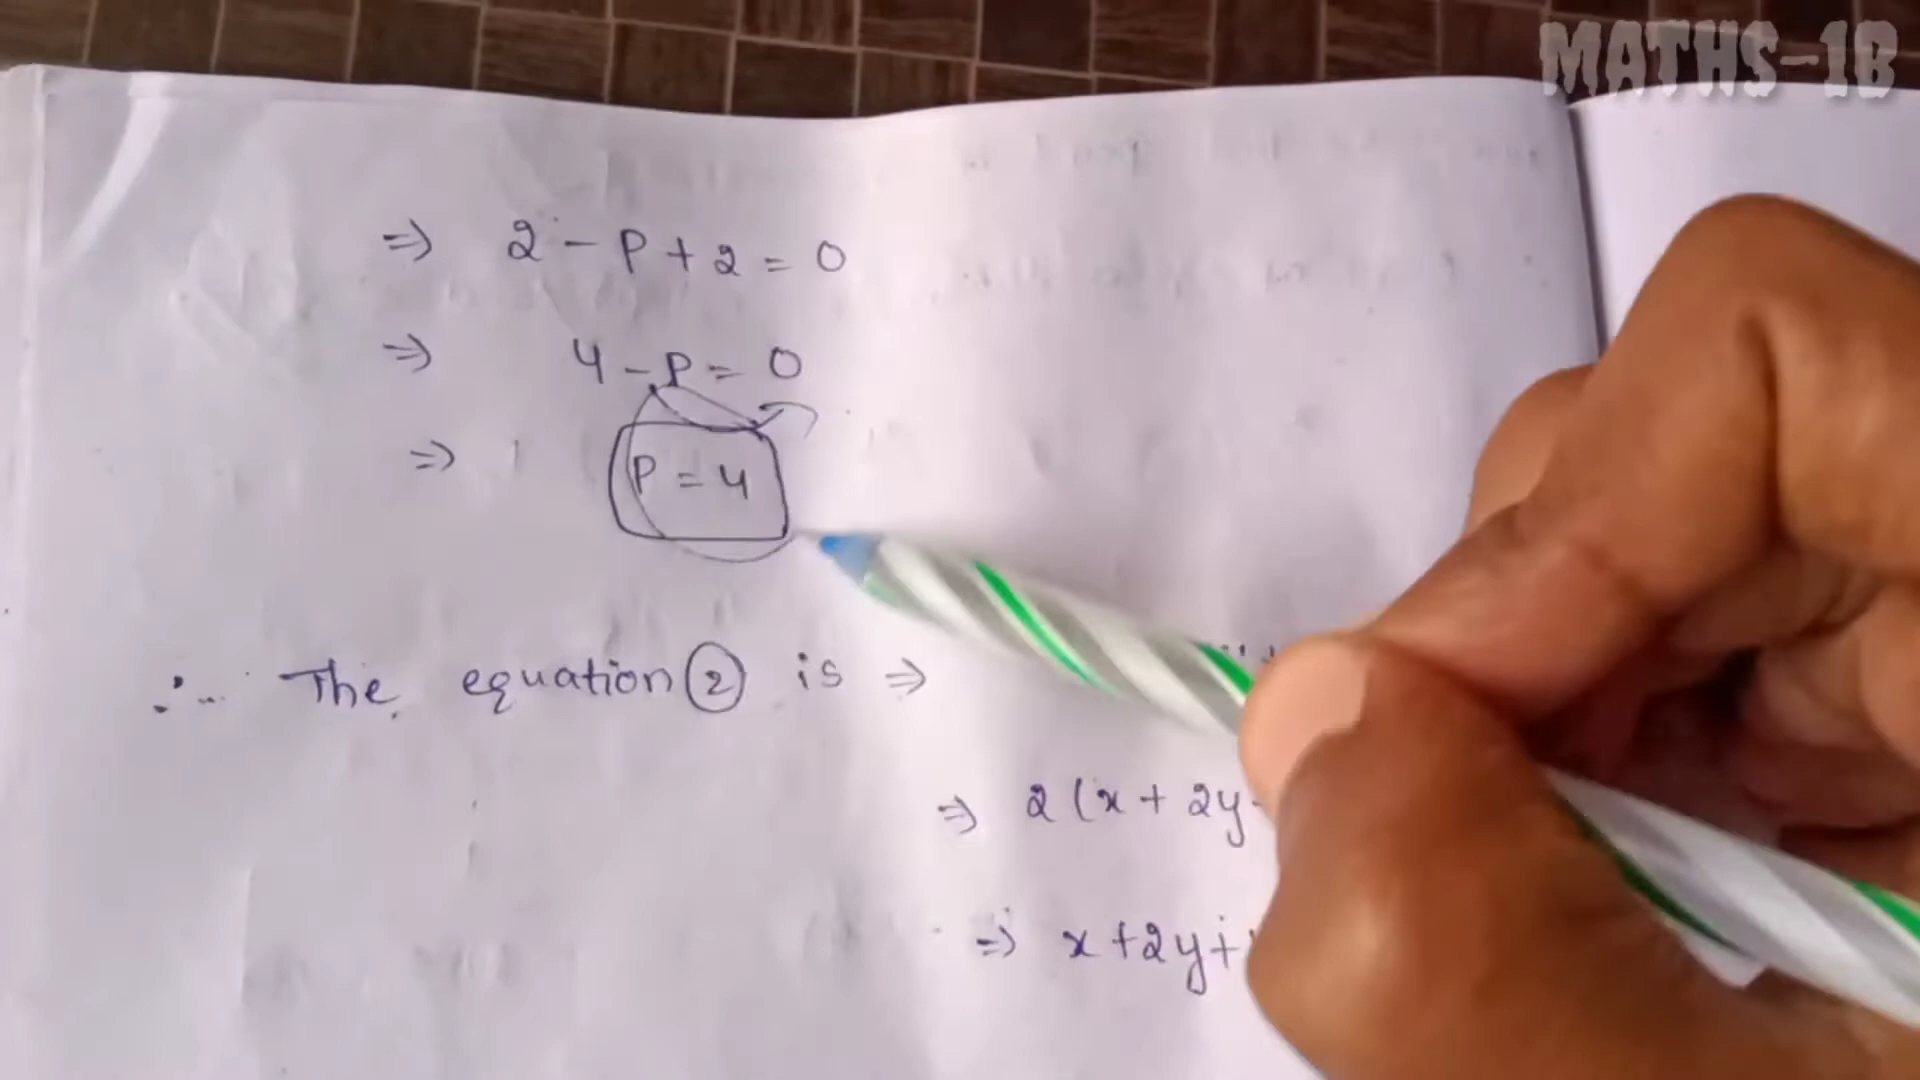 MATHS-1B
⇒ 2 - P + 2 = 0
⇒ 4 - P = 0
⇒ P = 4
∴ The equation ② is ⇒
⇒ 2 (x + 2y
⇒ x + 2y +